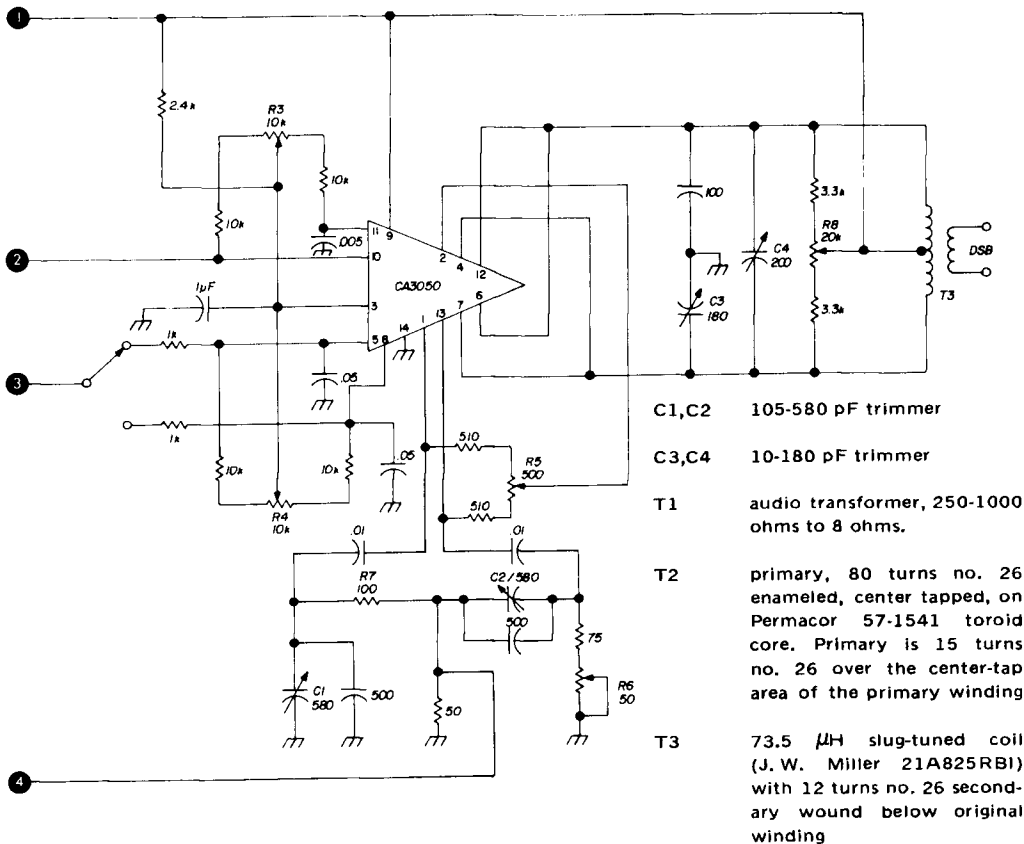 1
2.4k
R3
10k
10k
10k
.005
11
9
10
2
4
12
2
CA3050
7
6
3
13
1
14
5
8
1µF
1k
.05
3
1k
.05
10k
10k
R4
10k
510
R5
500
510
.01
.01
R7
100
C2/580
500
75
R6
50
C1
580
500
50
4
100
C3
180
C4
200
3.3k
R8
20k
3.3k
T3
DSB
C1,C2 105-580 pF trimmer
C3,C4 10-180 pF trimmer
T1 audio transformer, 250-1000
ohms to 8 ohms.
T2 primary, 80 turns no. 26
enameled, center tapped, on
Permacor 57-1541 toroid
core. Primary is 15 turns
no. 26 over the center-tap
area of the primary winding
T3 73.5 µH slug-tuned coil
(J. W. Miller 21A825RBI)
with 12 turns no. 26 second-
ary wound below original
winding